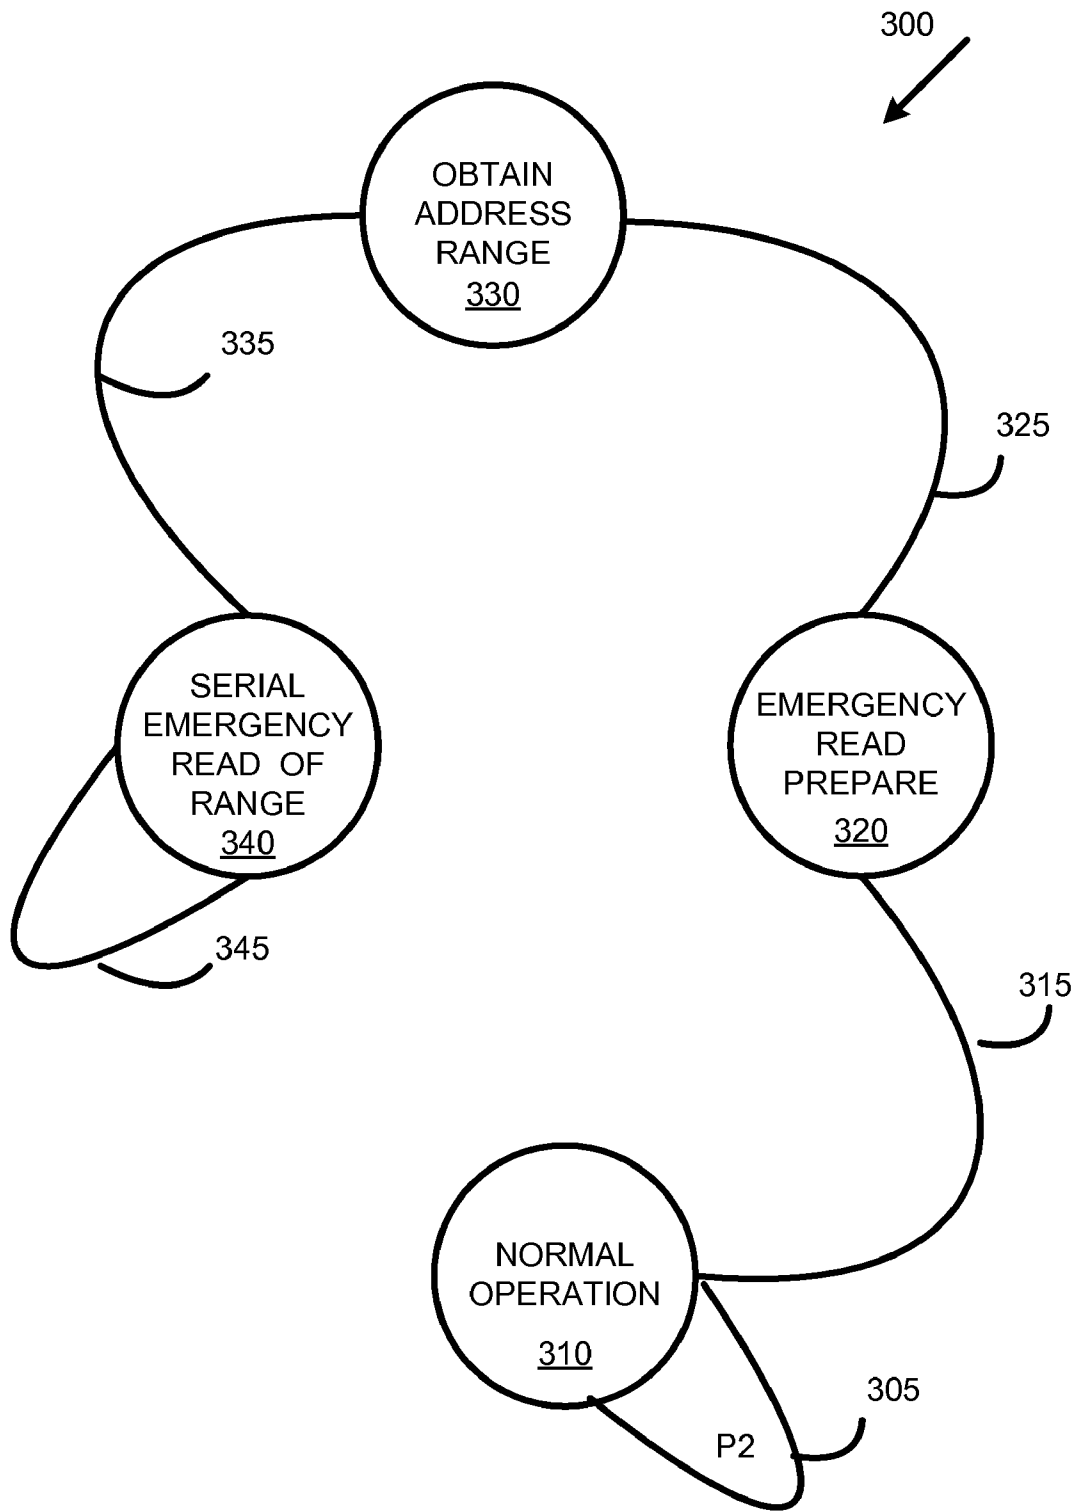 300
OBTAIN
ADDRESS
RANGE
330
335
325
SERIAL
EMERGENCY
READ OF
RANGE
340
EMERGENCY
READ
PREPARE
320
345
315
NORMAL
OPERATION
310
305
P2